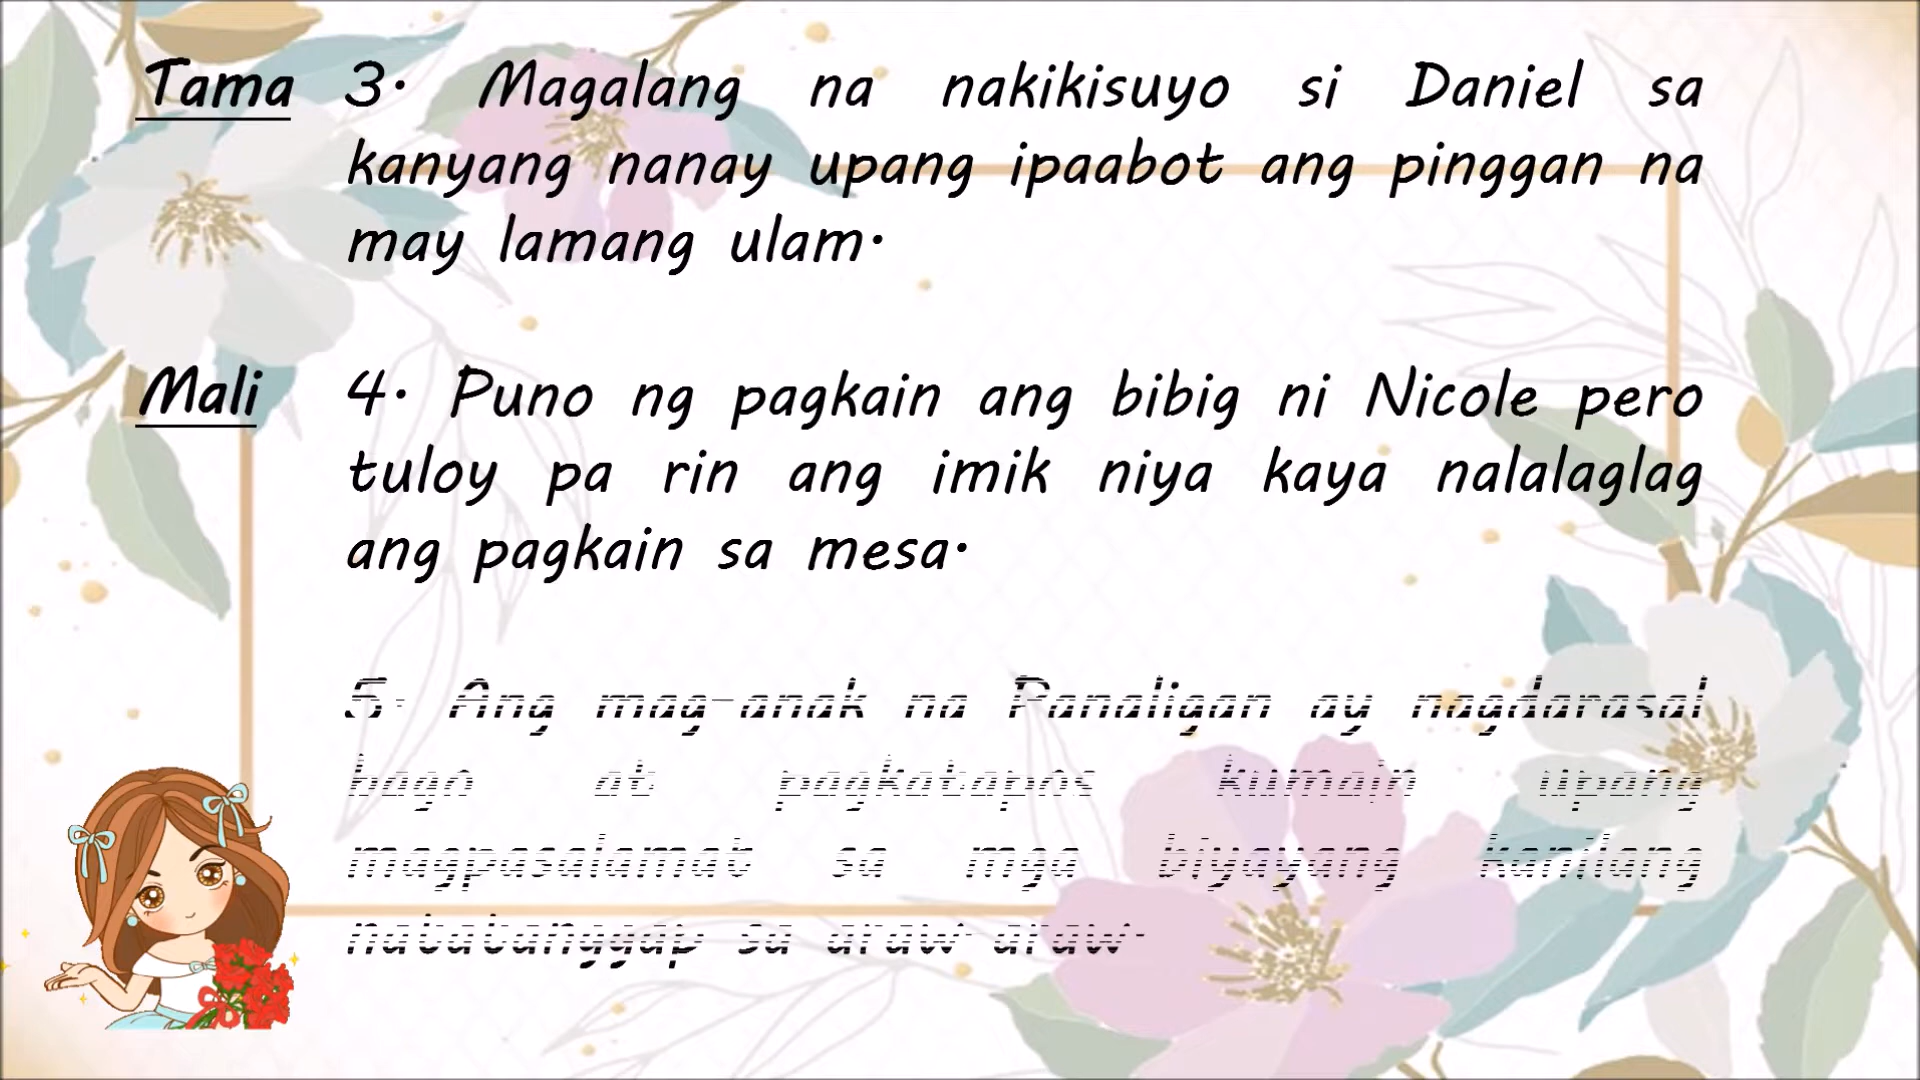 Tama 3. Magalang na nakikisuyo si Daniel sa
kanyang nanay upang ipaabot ang pinggan na
may lamang ulam.
Mali 4. Puno ng pagkain ang bibig ni Nicole pero
tuloy pa rin ang imik niya kaya nalalaglag
ang pagkain sa mesa.
5. Ang mag-anak na Panaligan ay nagdarasal
bago at pagkatapos kumain upang
magpasalamat sa mga biyayang kanilang
natatanggap sa araw-araw.